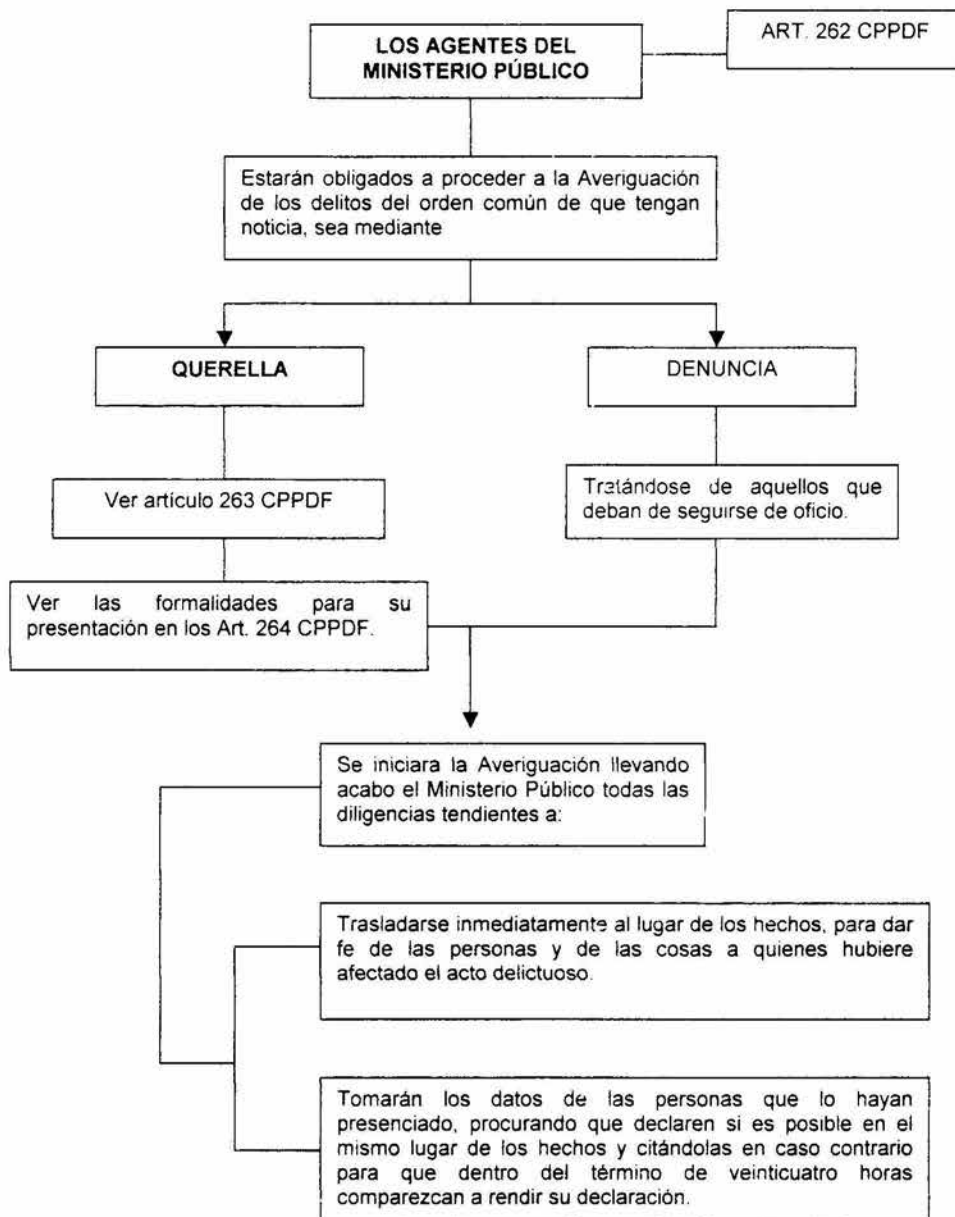 LOS AGENTES DEL
MINISTERIO PÚBLICO
ART. 262 CPPDF
Estarán obligados a proceder a la Averiguación
de los delitos del orden común de que tengan
noticia, sea mediante
QUERELLA
DENUNCIA
Ver artículo 263 CPPDF
Tratándose de aquellos que
deban de seguirse de oficio.
Ver las formalidades para su
presentación en los Art. 264 CPPDF.
Se iniciara la Averiguación llevando
acabo el Ministerio Público todas las
diligencias tendientes a:
Trasladarse inmediatamente al lugar de los hechos, para dar
fe de las personas y de las cosas a quienes hubiere
afectado el acto delictuoso.
Tomarán los datos de las personas que lo hayan
presenciado, procurando que declaren si es posible en el
mismo lugar de los hechos y citándolas en caso contrario
para que dentro del término de veinticuatro horas
comparezcan a rendir su declaración.